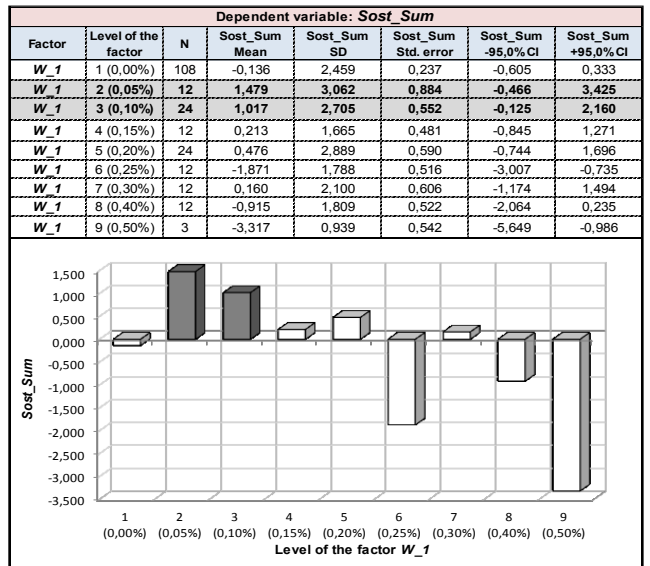 Dependent variable: Sost_Sum
Factor Level of the factor N Sost_Sum Mean Sost_Sum SD Sost_Sum Std. error Sost_Sum -95,0%CI Sost_Sum +95,0%CI
W_1 1 (0,00%) 108 -0,136 2,459 0,237 -0,605 0,333
W_1 2 (0,05%) 12 1,479 3,062 0,884 -0,466 3,425
W_1 3 (0,10%) 24 1,017 2,705 0,552 -0,125 2,160
W_1 4 (0,15%) 12 0,213 1,665 0,481 -0,845 1,271
W_1 5 (0,20%) 24 0,476 2,889 0,590 -0,744 1,696
W_1 6 (0,25%) 12 -1,871 1,788 0,516 -3,007 -0,735
W_1 7 (0,30%) 12 0,160 2,100 0,606 -1,174 1,494
W_1 8 (0,40%) 12 -0,915 1,809 0,522 -2,064 0,235
W_1 9 (0,50%) 3 -3,317 0,939 0,542 -5,649 -0,986
1,500
1,000
0,500
0,000
-0,500
-1,000
-1,500
-2,000
-2,500
-3,000
-3,500
Sost_Sum
1 2 3 4 5 6 7 8 9
(0,00%) (0,05%) (0,10%) (0,15%) (0,20%) (0,25%) (0,30%) (0,40%) (0,50%)
Level of the factor W_1